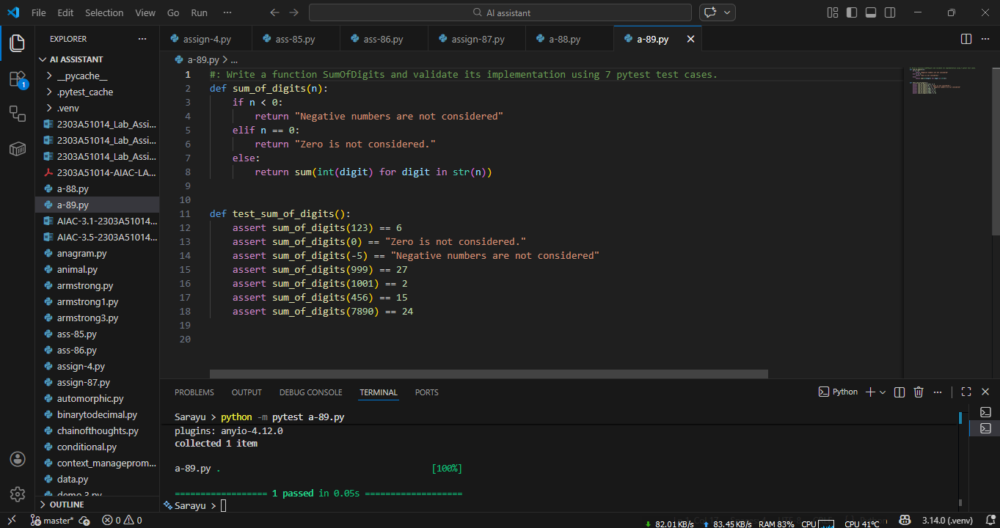 File Edit Selection View Go Run ··· AI assistant
EXPLORER ···
AI ASSISTANT
__pycache__
.pytest_cache
.venv
2303A51014_Lab_Assi...
2303A51014_Lab_Assi...
2303A51014_Lab_Assi...
2303A51014-AIAC-LA...
a-88.py
a-89.py
AIAC-3.1-2303A51014...
AIAC-3.5-2303A51014...
anagram.py
animal.py
armstrong.py
armstrong1.py
armstrong3.py
ass-85.py
ass-86.py
assign-4.py
assign-87.py
automorphic.py
binarytodecimal.py
chainofthoughts.py
conditional.py
context_manageprom...
data.py
demo 3.py
OUTLINE
1
assign-4.py ass-85.py ass-86.py assign-87.py a-88.py a-89.py
a-89.py > ...
1 #: Write a function SumOfDigits and validate its implementation using 7 pytest test cases.
2 def sum_of_digits(n):
3     if n < 0:
4         return "Negative numbers are not considered"
5     elif n == 0:
6         return "Zero is not considered."
7     else:
8         return sum(int(digit) for digit in str(n))
9
10
11 def test_sum_of_digits():
12     assert sum_of_digits(123) == 6
13     assert sum_of_digits(0) == "Zero is not considered."
14     assert sum_of_digits(-5) == "Negative numbers are not considered"
15     assert sum_of_digits(999) == 27
16     assert sum_of_digits(1001) == 2
17     assert sum_of_digits(456) == 15
18     assert sum_of_digits(7890) == 24
19
20
PROBLEMS OUTPUT DEBUG CONSOLE TERMINAL PORTS Python ···
Sarayu > python -m pytest a-89.py
plugins: anyio-4.12.0
collected 1 item
a-89.py . [100%]
================== 1 passed in 0.05s ===================
Sarayu >
master* 0 0 82.01 KB/s 83.45 KB/s RAM 83% CPU CPU 41°C 3.14.0 (.venv)